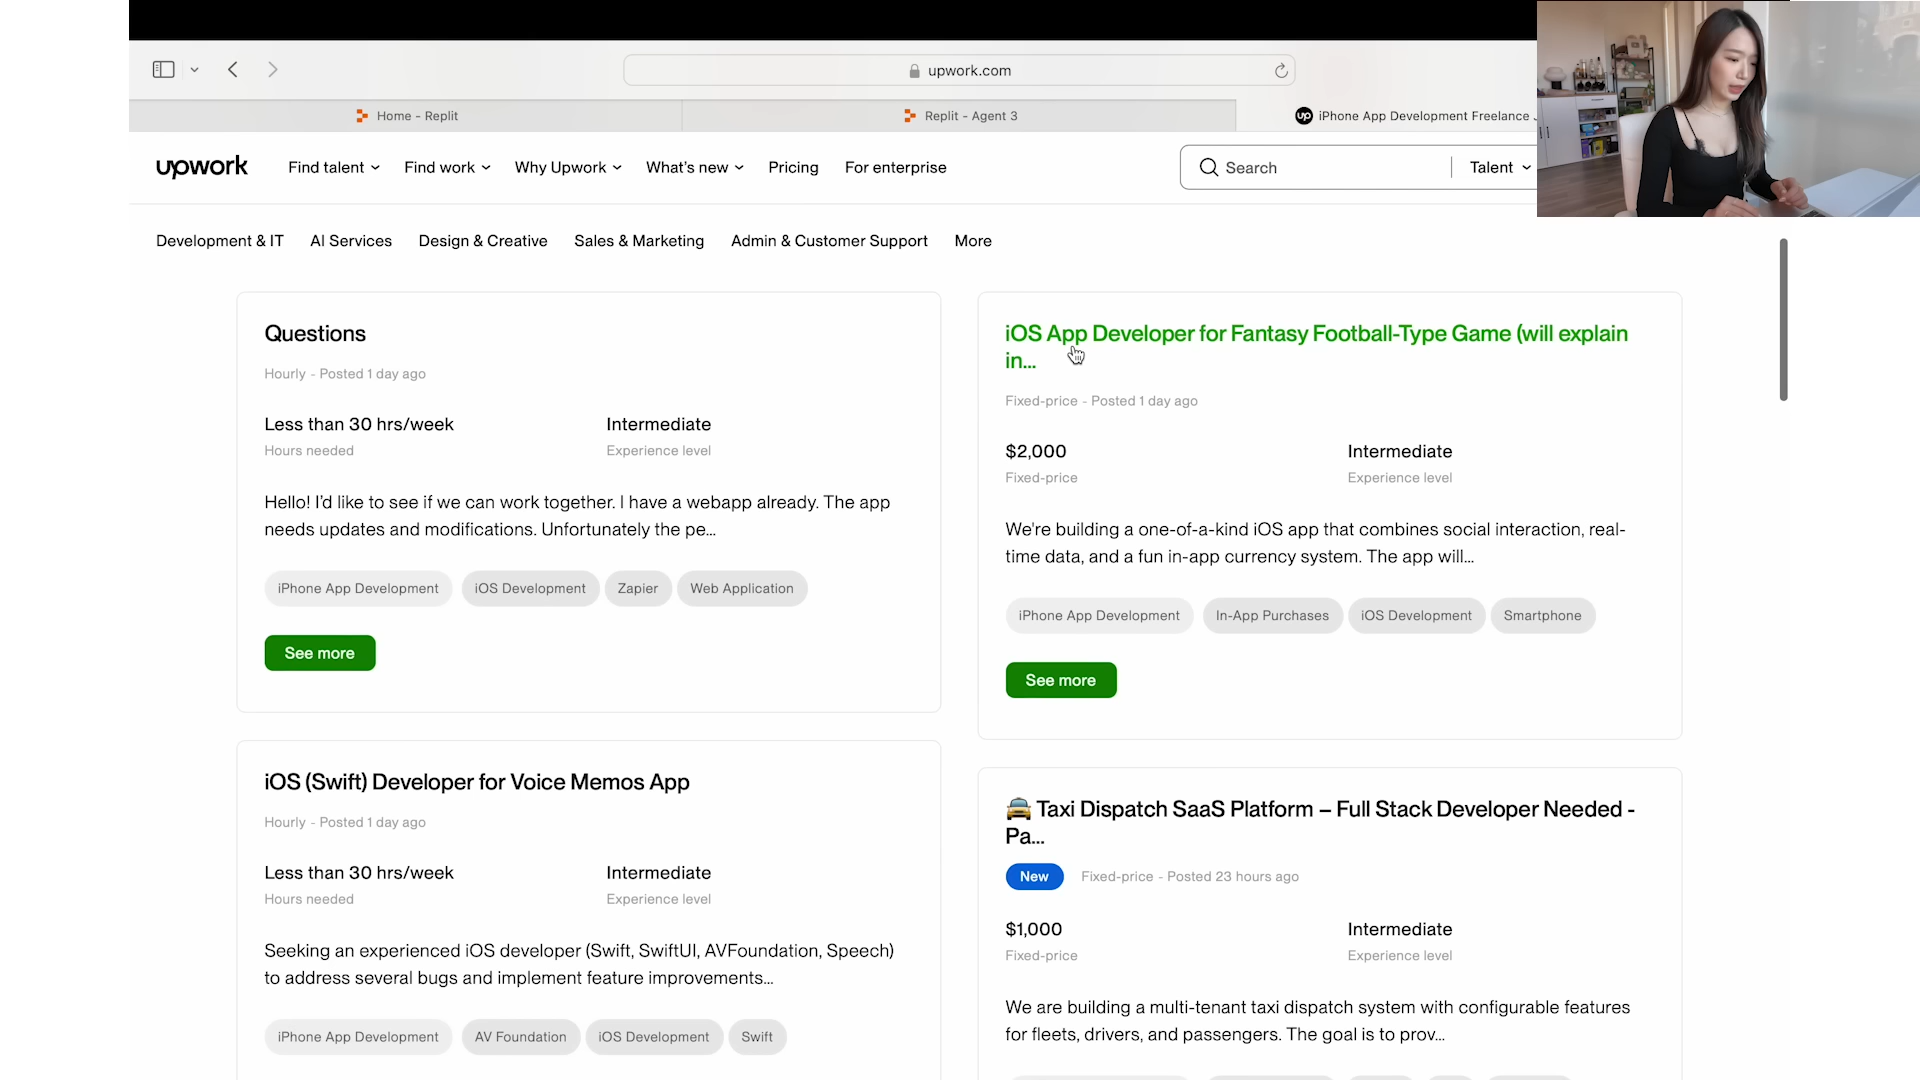 upwork.com
Home - Replit
Replit - Agent 3
up
iPhone App Development Freelance
upwork
Find talent
Find work
Why Upwork
What's new
Pricing
For enterprise
Search
Talent
Development & IT
AI Services
Design & Creative
Sales & Marketing
Admin & Customer Support
More
Questions
Hourly - Posted 1 day ago
Less than 30 hrs/week
Intermediate
Hours needed
Experience level
Hello! I'd like to see if we can work together. I have a webapp already. The app
needs updates and modifications. Unfortunately the pe...
iPhone App Development
iOS Development
Zapier
Web Application
See more
iOS App Developer for Fantasy Football-Type Game (will explain
in...
Fixed-price - Posted 1 day ago
$2,000
Intermediate
Fixed-price
Experience level
We're building a one-of-a-kind iOS app that combines social interaction, real-
time data, and a fun in-app currency system. The app will...
iPhone App Development
In-App Purchases
iOS Development
Smartphone
See more
iOS (Swift) Developer for Voice Memos App
Hourly - Posted 1 day ago
Less than 30 hrs/week
Intermediate
Hours needed
Experience level
Seeking an experienced iOS developer (Swift, SwiftUI, AVFoundation, Speech)
to address several bugs and implement feature improvements...
iPhone App Development
AV Foundation
iOS Development
Swift
🚖 Taxi Dispatch SaaS Platform – Full Stack Developer Needed -
Pa...
New
Fixed-price - Posted 23 hours ago
$1,000
Intermediate
Fixed-price
Experience level
We are building a multi-tenant taxi dispatch system with configurable features
for fleets, drivers, and passengers. The goal is to prov...